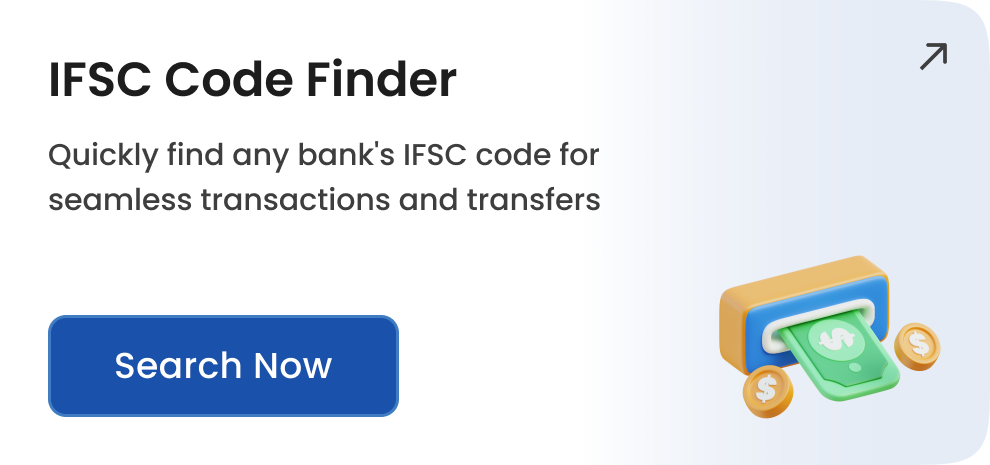 IFSC Code Finder
Quickly find any bank's IFSC code for
seamless transactions and transfers
Search Now